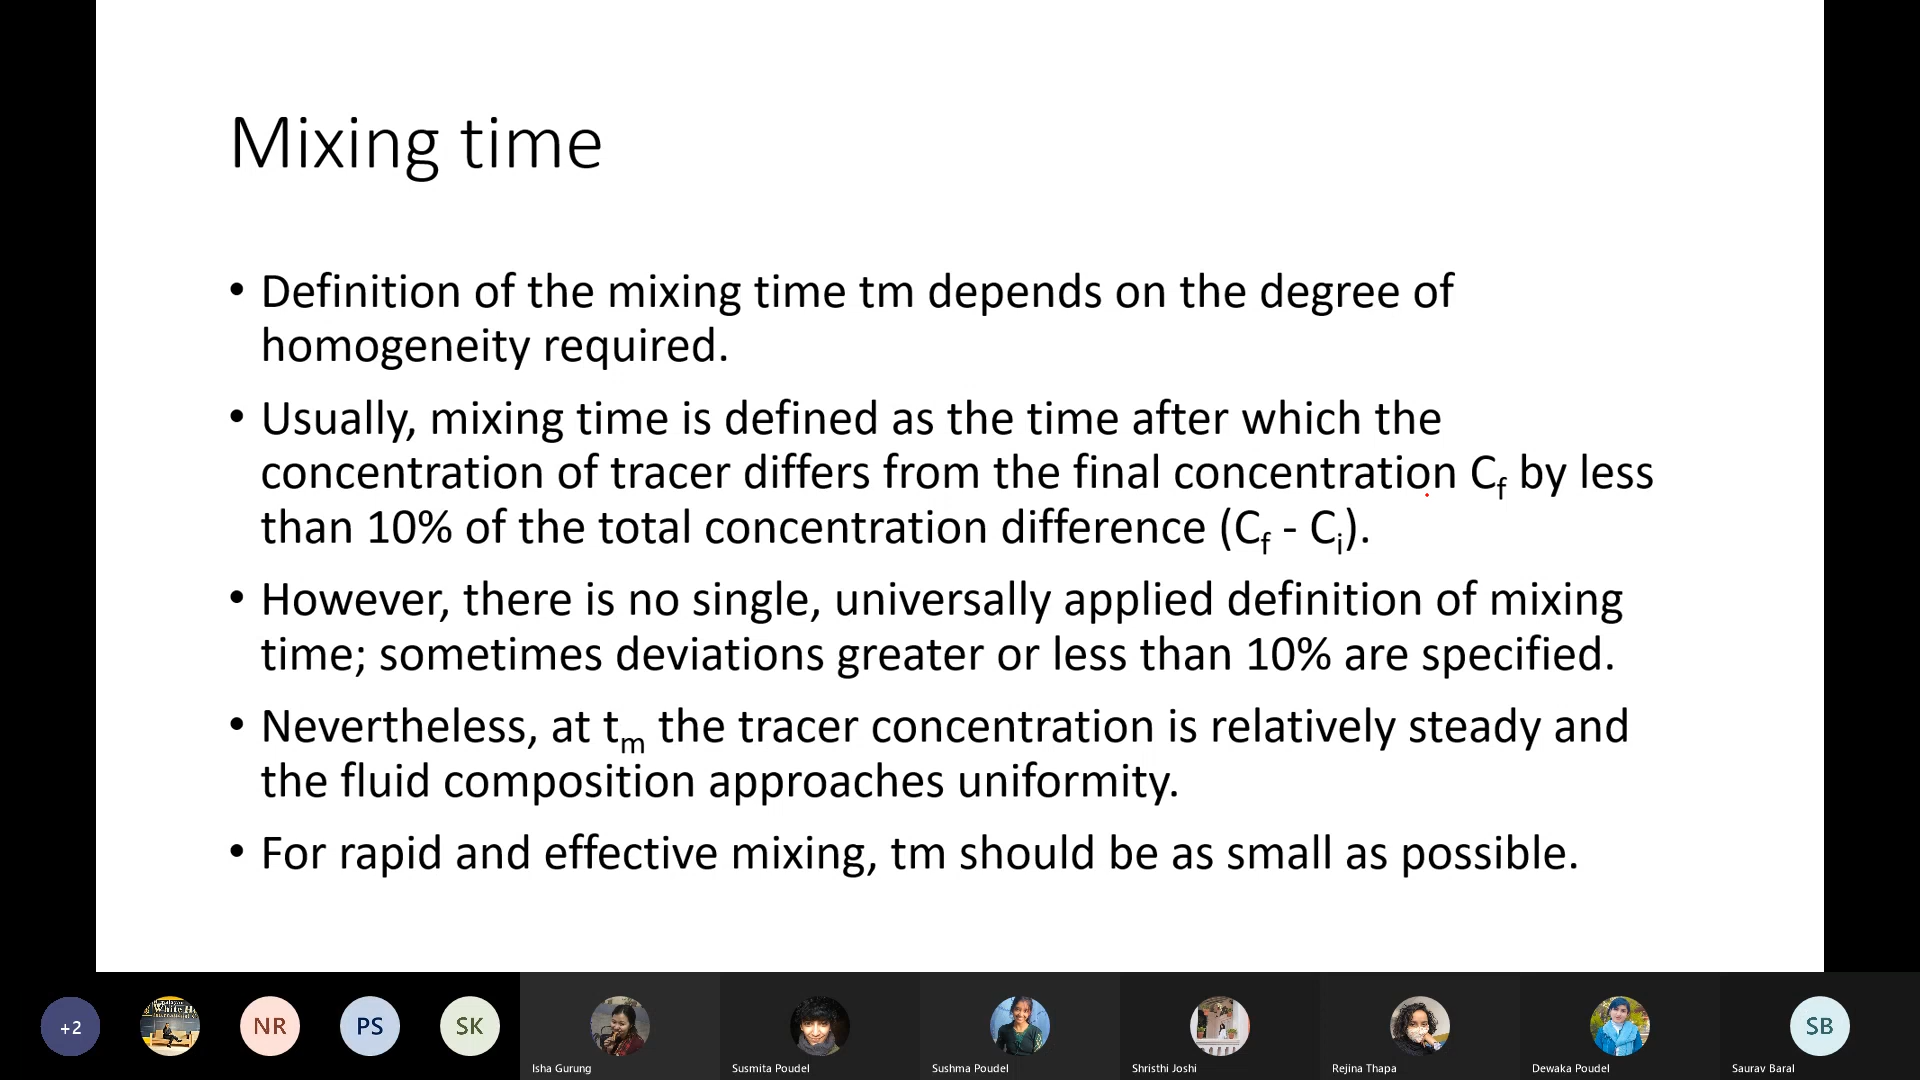 Mixing time
• Definition of the mixing time tm depends on the degree of
homogeneity required.
• Usually, mixing time is defined as the time after which the
concentration of tracer differs from the final concentration Cf by less
than 10% of the total concentration difference (Cf - Ci).
• However, there is no single, universally applied definition of mixing
time; sometimes deviations greater or less than 10% are specified.
• Nevertheless, at tm the tracer concentration is relatively steady and
the fluid composition approaches uniformity.
• For rapid and effective mixing, tm should be as small as possible.
+2
White H
NR
PS
SK
SB
Isha Gurung
Susmita Poudel
Sushma Poudel
Shristhi Joshi
Rejina Thapa
Dewaka Poudel
Saurav Baral